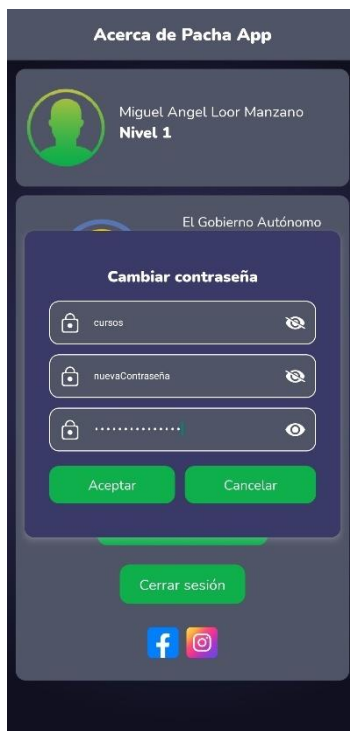 Acerca de Pacha App
Miguel Angel Loor Manzano
Nivel 1
El Gobierno Autónomo
Cambiar contraseña
cursos
nuevaContraseña
•••••••••••••••
Aceptar
Cancelar
Cerrar sesión